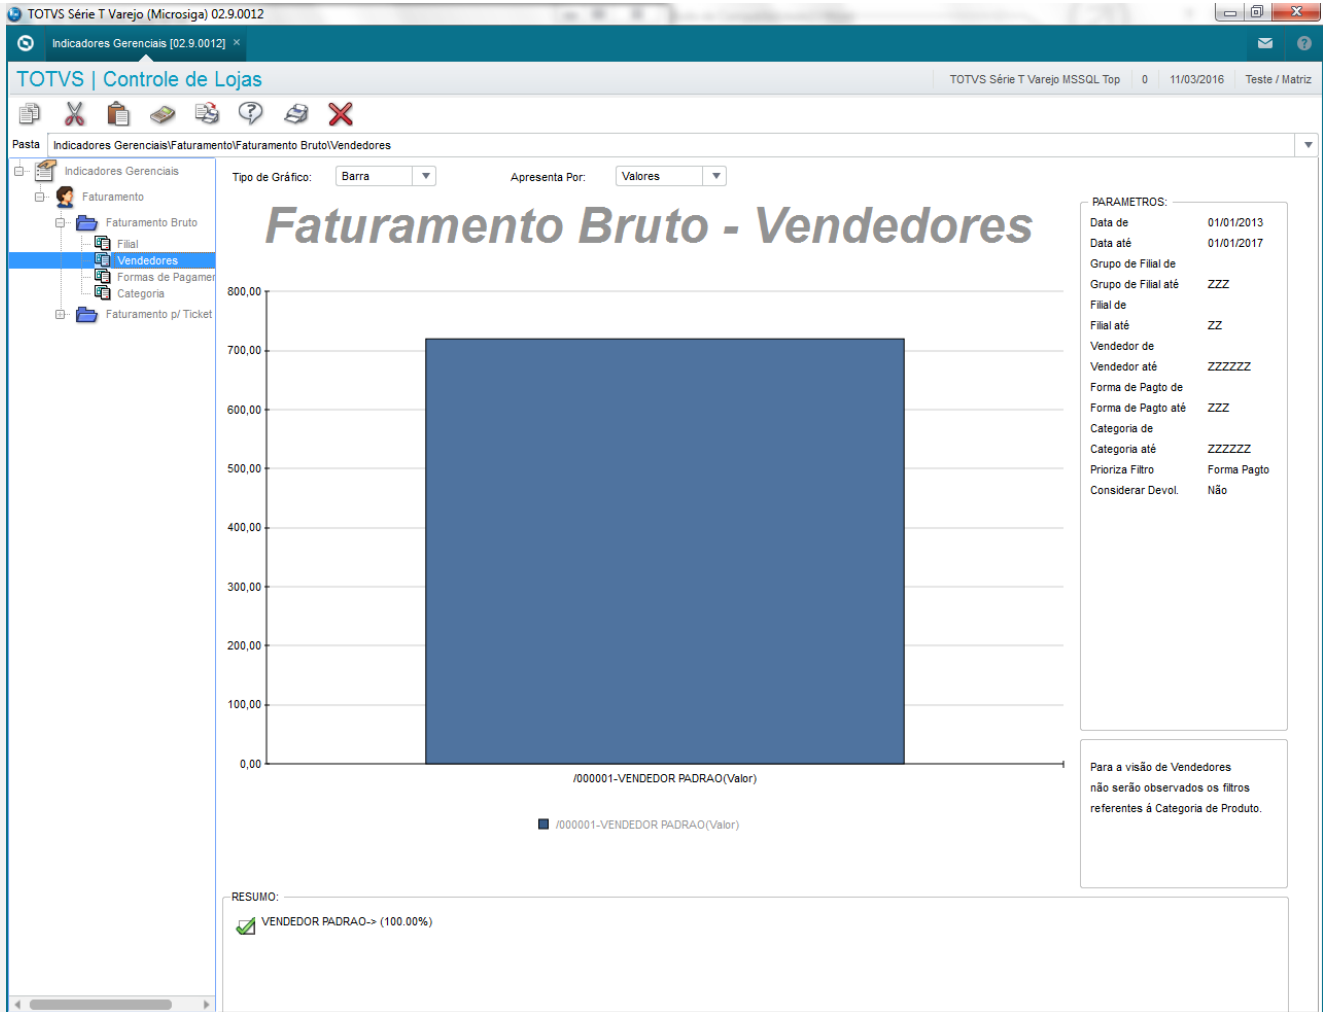 TOTVS Série T Varejo (Microsiga) 02.9.0012
Indicadores Gerenciais [02.9.0012] ×
TOTVS | Controle de Lojas
TOTVS Série T Varejo MSSQL Top 0 11/03/2016 Teste / Matriz
Pasta Indicadores Gerenciais\Faturamento\Faturamento Bruto\Vendedores
Indicadores Gerenciais
Faturamento
Faturamento Bruto
Filial
Vendedores
Formas de Pagamer
Categoria
Faturamento p/ Ticket
Tipo de Gráfico: Barra Apresenta Por: Valores
Faturamento Bruto - Vendedores
800,00
700,00
600,00
500,00
400,00
300,00
200,00
100,00
0,00
/000001-VENDEDOR PADRAO(Valor)
/000001-VENDEDOR PADRAO(Valor)
PARAMETROS:
Data de 01/01/2013
Data até 01/01/2017
Grupo de Filial de
Grupo de Filial até ZZZ
Filial de
Filial até ZZ
Vendedor de
Vendedor até ZZZZZZ
Forma de Pagto de
Forma de Pagto até ZZZ
Categoria de
Categoria até ZZZZZZ
Prioriza Filtro Forma Pagto
Considerar Devol. Não
Para a visão de Vendedores
não serão observados os filtros
referentes á Categoria de Produto.
RESUMO:
VENDEDOR PADRAO-> (100.00%)